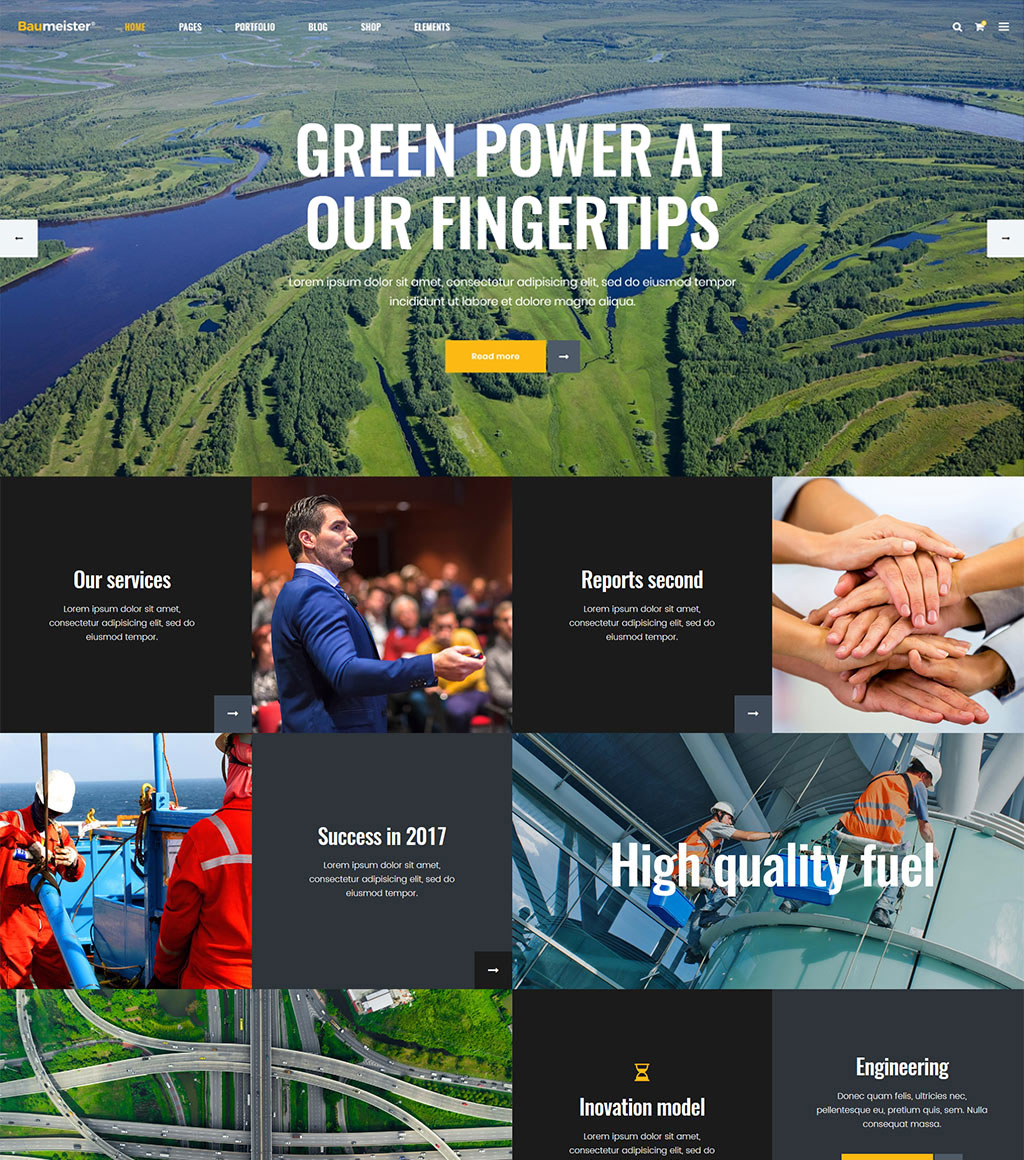 Baumeister®
HOME PAGES PORTFOLIO BLOG SHOP ELEMENTS
GREEN POWER AT
OUR FINGERTIPS
Lorem ipsum dolor sit amet, consectetur adipisicing elit, sed do eiusmod tempor
incididunt ut labore et dolore magna aliqua.
Read more
Our services
Lorem ipsum dolor sit amet,
consectetur adipisicing elit, sed do
eiusmod tempor.
Reports second
Lorem ipsum dolor sit amet,
consectetur adipisicing elit, sed do
eiusmod tempor.
Success in 2017
Lorem ipsum dolor sit amet,
consectetur adipisicing elit, sed do
eiusmod tempor.
High quality fuel
Inovation model
Lorem ipsum dolor sit amet,
consectetur adipisicing elit, sed do
Engineering
Donec quam felis, ultricies nec,
pellentesque eu, pretium quis, sem. Nulla
consequat massa.